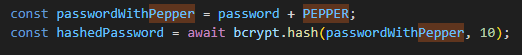 const passwordWithPepper = password + PEPPER;
const hashedPassword = await bcrypt.hash(passwordWithPepper, 10);